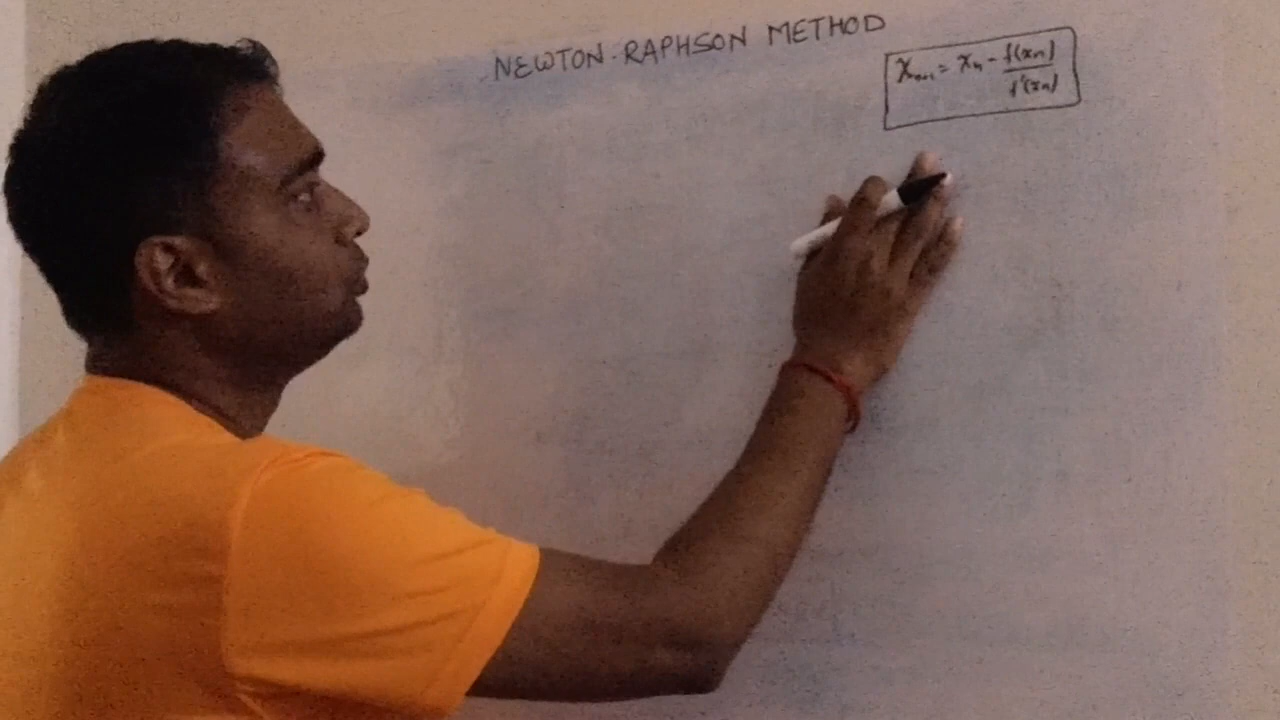 NEWTON-RAPHSON METHOD
xₙ₊₁ = xₙ - f(xₙ)/f'(xₙ)